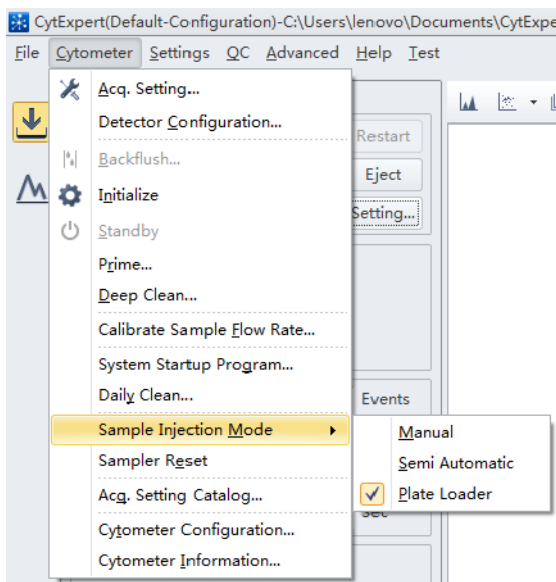 CytExpert(Default-Configuration)-C:\Users\lenovo\Documents\CytExpe
File Cytometer Settings QC Advanced Help Test
Acq. Setting...
Detector Configuration...
Restart
Backflush...
Eject
Initialize
Setting...
Standby
Prime...
Deep Clean...
Calibrate Sample Flow Rate...
System Startup Program...
Daily Clean...
Events
Sample Injection Mode
Manual
Sampler Reset
Semi Automatic
Acq. Setting Catalog...
Plate Loader
Sec
Cytometer Configuration...
Cytometer Information...